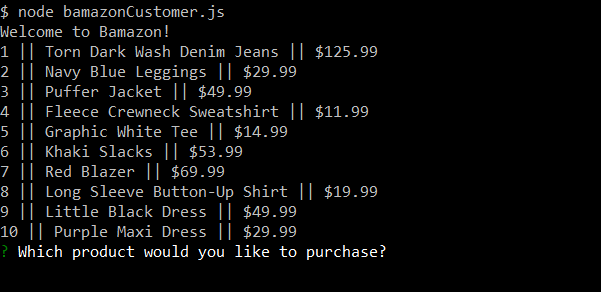 $ node bamazonCustomer.js
Welcome to Bamazon!
1 || Torn Dark Wash Denim Jeans || $125.99
2 || Navy Blue Leggings || $29.99
3 || Puffer Jacket || $49.99
4 || Fleece Crewneck Sweatshirt || $11.99
5 || Graphic White Tee || $14.99
6 || Khaki Slacks || $53.99
7 || Red Blazer || $69.99
8 || Long Sleeve Button-Up Shirt || $19.99
9 || Little Black Dress || $49.99
10 || Purple Maxi Dress || $29.99
? Which product would you like to purchase?